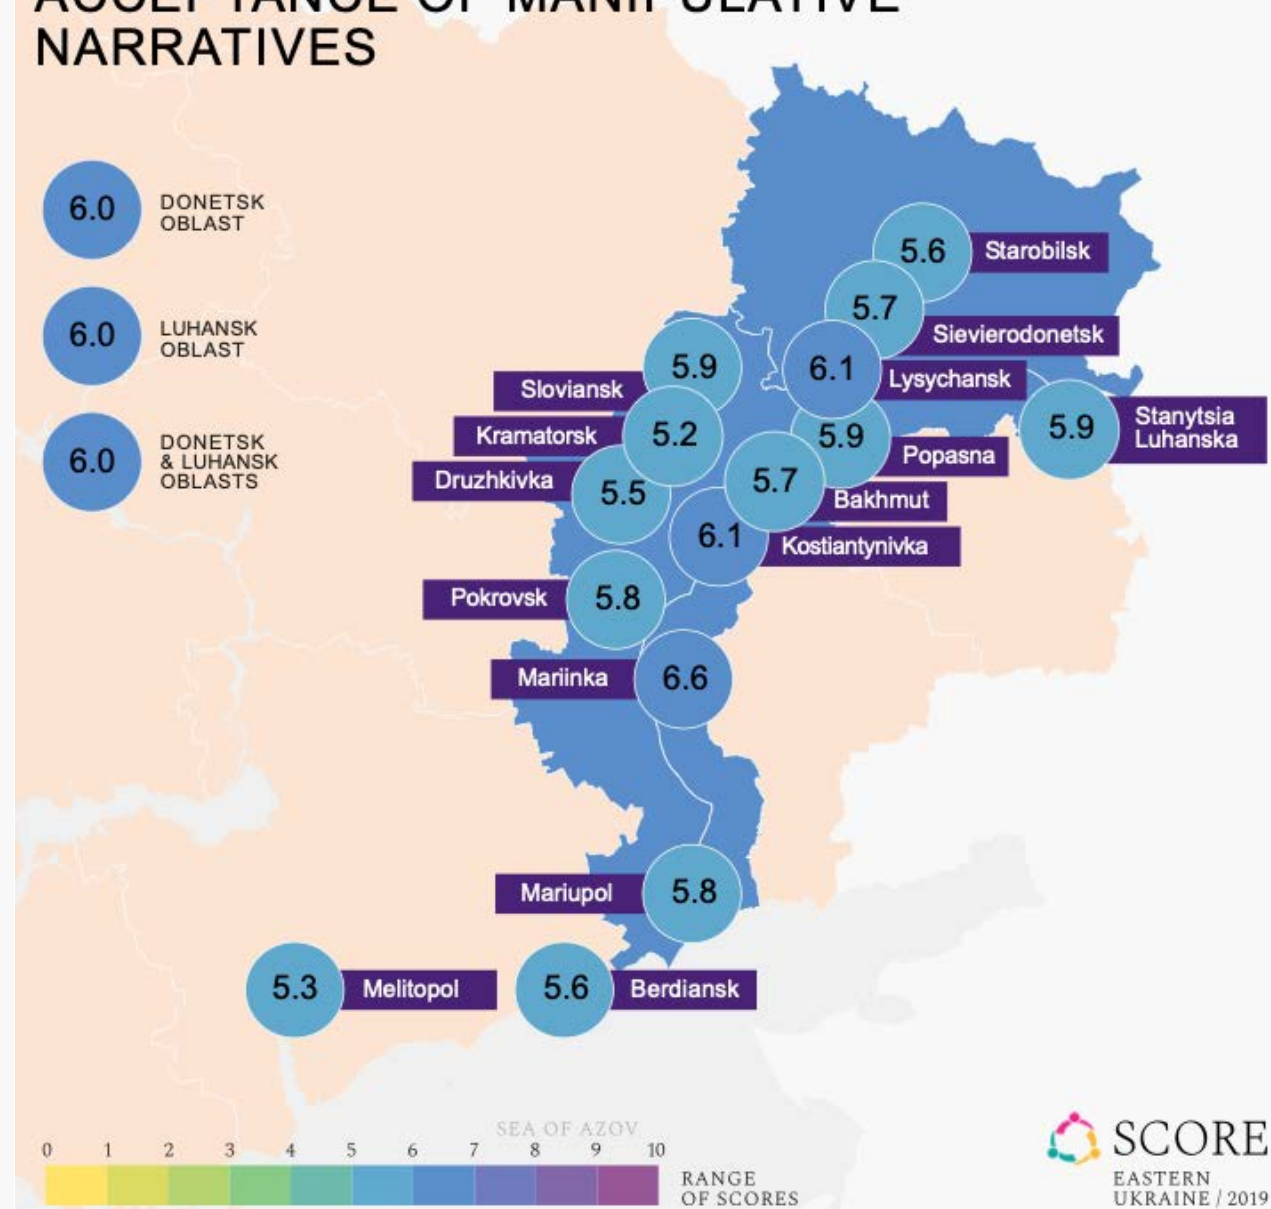 ACCEPTANCE OF MANIPULATIVE
NARRATIVES
6.0
DONETSK
OBLAST
6.0
LUHANSK
OBLAST
6.0
DONETSK
& LUHANSK
OBLASTS
5.6
Starobilsk
5.7
Sievierodonetsk
5.9
Sloviansk
6.1
Lysychansk
5.2
Kramatorsk
5.9
Popasna
5.9
Stanytsia
Luhanska
5.5
Druzhkivka
5.7
Bakhmut
6.1
Kostiantynivka
Pokrovsk
5.8
Mariinka
6.6
Mariupol
5.8
5.3
Melitopol
5.6
Berdiansk
SEA OF AZOV
0 1 2 3 4 5 6 7 8 9 10
RANGE
OF SCORES
SCORE
EASTERN
UKRAINE / 2019